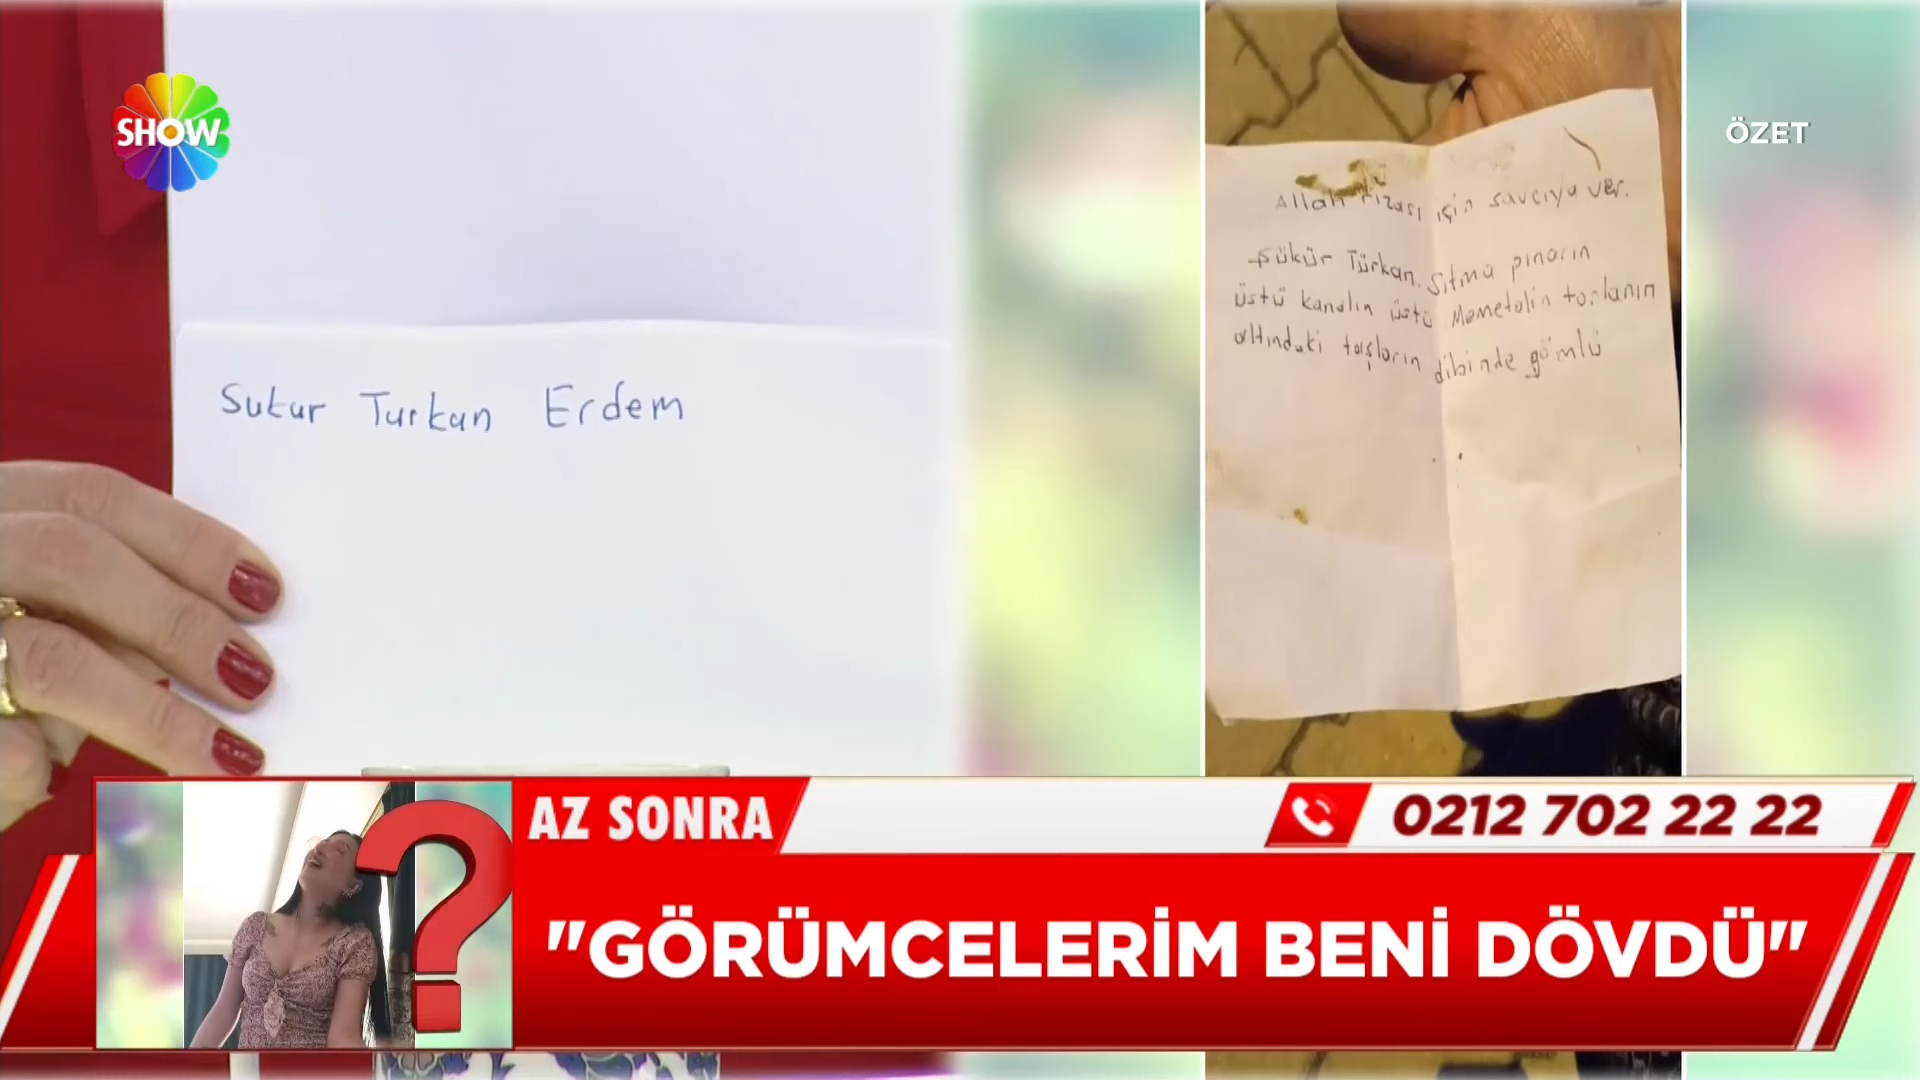 SHOW
ÖZET
Sukur Turkan Erdem
Allah rızası için savcıya ver.
Şükür Türkan. Sıtma pınarın
üstü kanalın üstü Mametalin tarlanın
altındaki taşların dibinde gömlü
AZ SONRA
0212 702 22 22
"GÖRÜMCELERİM BENİ DÖVDÜ"